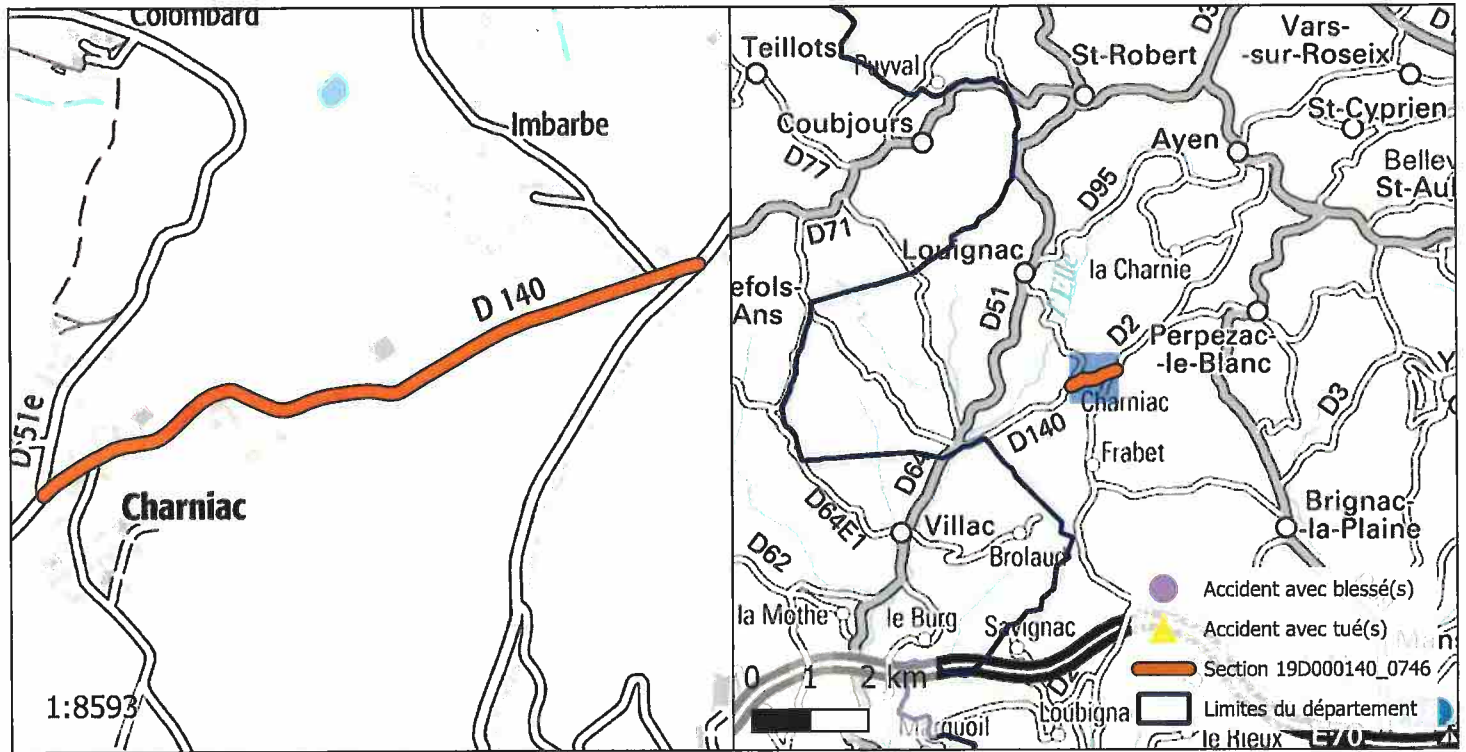 Colombard
Imbarbe
D 140
D 51e
Charniac
1:8593
Teillots
Puyval
St-Robert
Vars-
-sur-Roseix
St-Cyprien
Coubjours
Ayen
D77
D95
D71
Louignac
la Charnie
efols-
Ans
l'Elle
D51
D2
Perpezac-
-le-Blanc
Charniac
D3
D140
Frabet
D64
D64E1
Villac
Brolaud
Brignac-
-la-Plaine
D62
la Mothe
le Burg
Savignac
0 1 2 km
Loubigna
Accident avec blessé(s)
Accident avec tué(s)
Section 19D000140_0746
Limites du département
le Rieux
E70